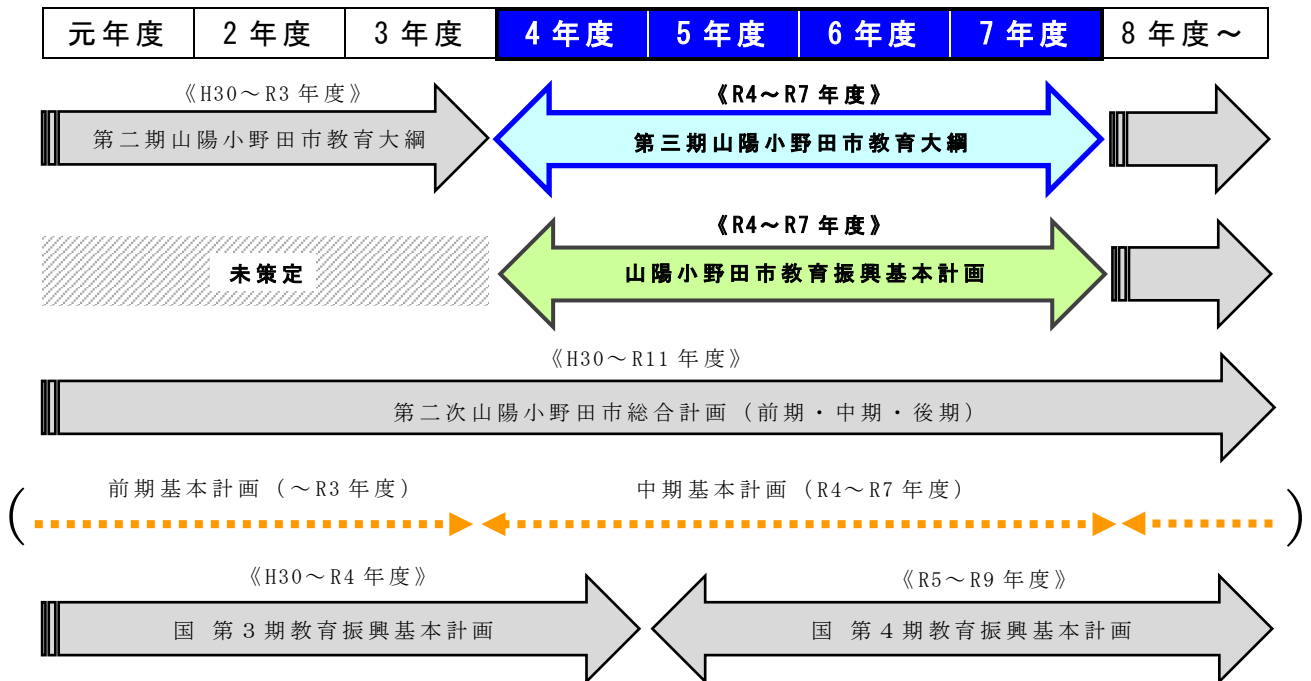 元年度 2年度 3年度 4年度 5年度 6年度 7年度 8年度～
《H30～R3年度》 《R4～R7年度》
第二期山陽小野田市教育大綱 第三期山陽小野田市教育大綱
《R4～R7年度》
未策定 山陽小野田市教育振興基本計画
《H30～R11年度》
第二次山陽小野田市総合計画（前期・中期・後期）
前期基本計画（～R3年度） 中期基本計画（R4～R7年度）
《H30～R4年度》 《R5～R9年度》
国 第3期教育振興基本計画 国 第4期教育振興基本計画